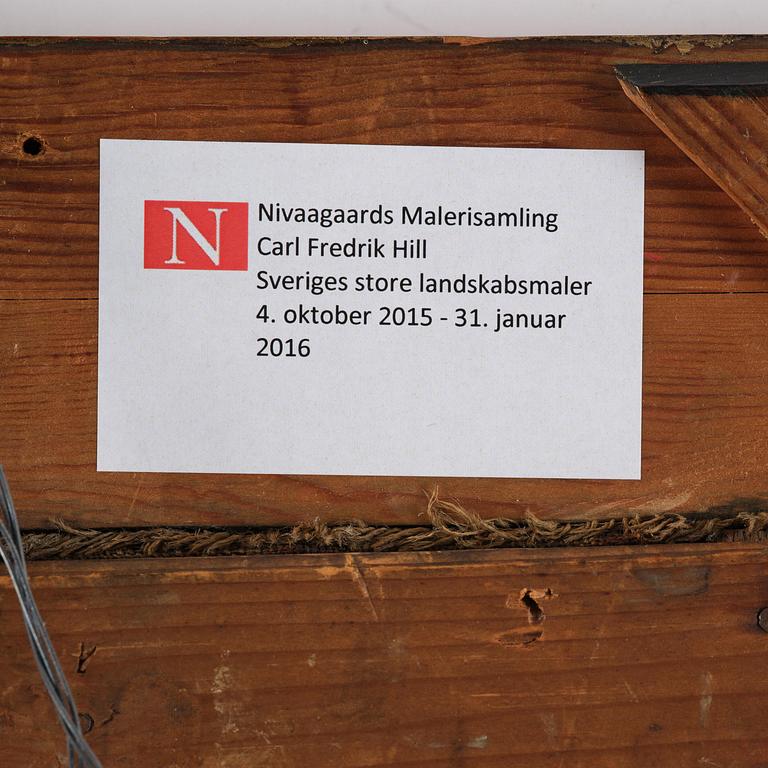 N
Nivaagaards Malerisamling
Carl Fredrik Hill
Sveriges store landskabsmaler
4. oktober 2015 - 31. januar
2016